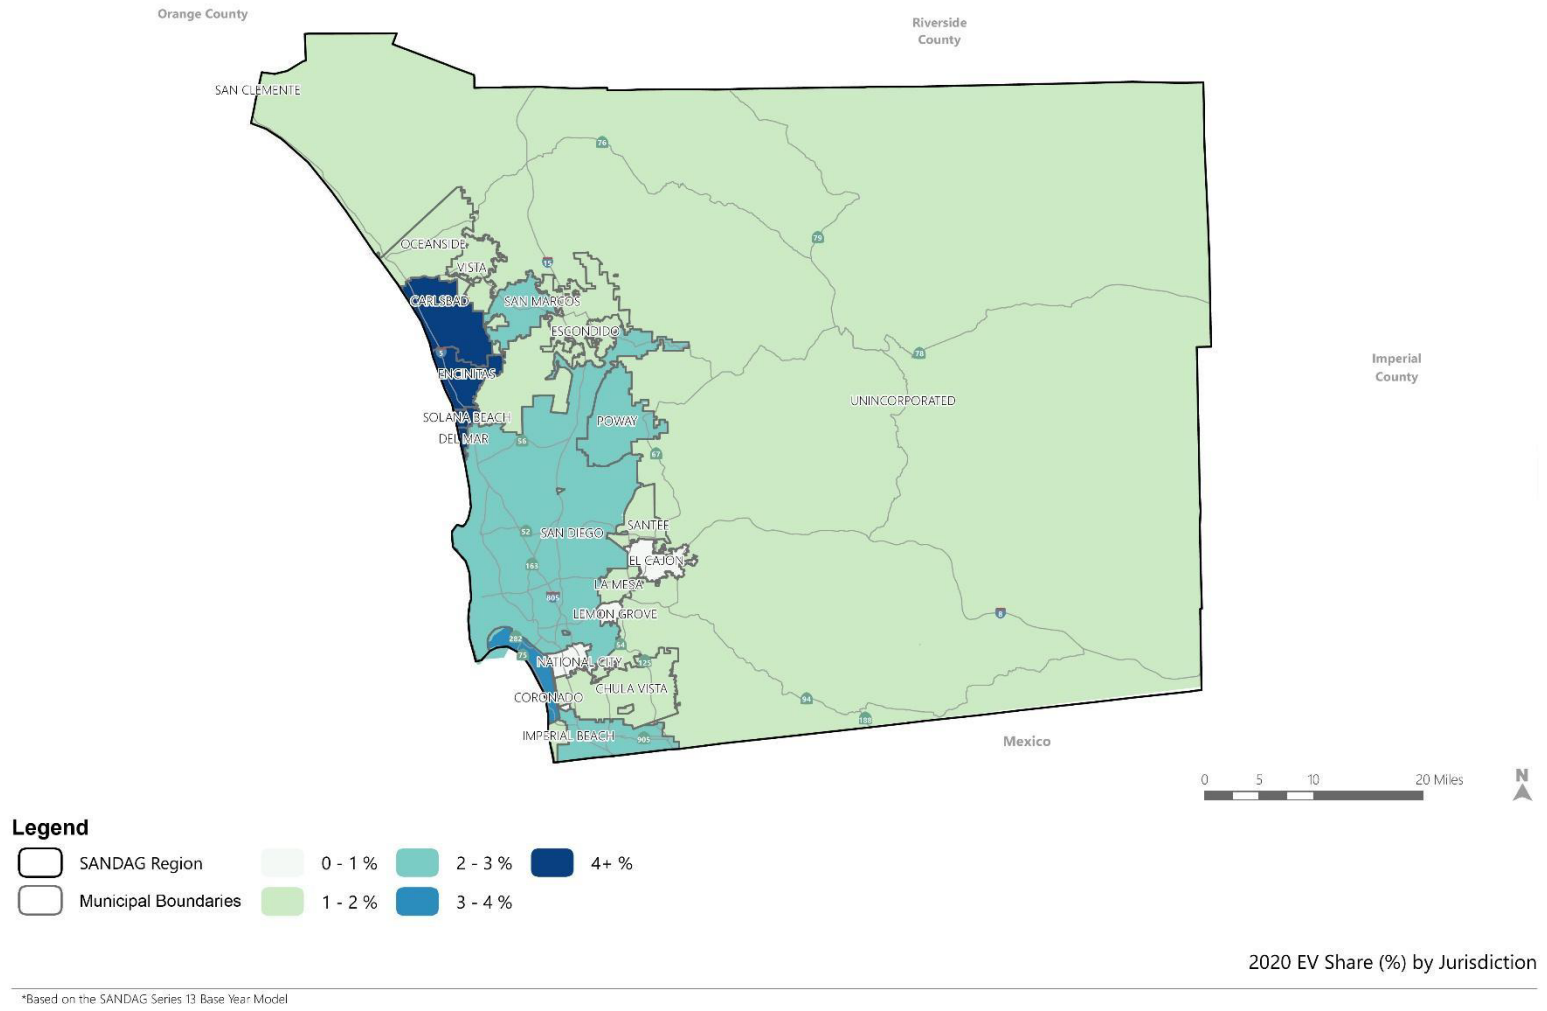 Orange County
Riverside
County
SAN CLEMENTE
76
79
OCEANSIDE
VISTA
15
CARLSBAD
SAN MARCOS
ESCONDIDO
5
78
Imperial
County
ENCINITAS
UNINCORPORATED
SOLANA BEACH
POWAY
DEL MAR
56
67
SANTEE
52
SAN DIEGO
EL CAJON
163
LA MESA
805
LEMON GROVE
8
282
54
75
NATIONAL CITY
125
CHULA VISTA
CORONADO
94
188
IMPERIAL BEACH
905
Mexico
0 5 10 20 Miles
N
Legend
SANDAG Region
0 - 1 %
2 - 3 %
4+ %
Municipal Boundaries
1 - 2 %
3 - 4 %
2020 EV Share (%) by Jurisdiction
*Based on the SANDAG Series 13 Base Year Model